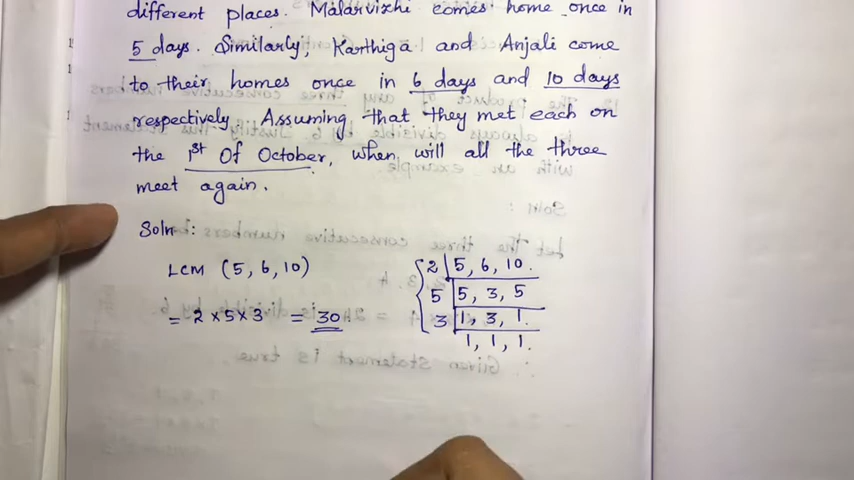 different places. Malarvizhi comes home once in
5 days. Similarly, Karthiga and Anjali come
to their homes once in 6 days and 10 days
respectively. Assuming that they met each on
the 1st Of October, when will all the three
meet again.
Soln:
LCM (5, 6, 10)
= 2 x 5 x 3 = 30
2 | 5, 6, 10.
5 | 5, 3, 5
3 | 1, 3, 1.
1, 1, 1.